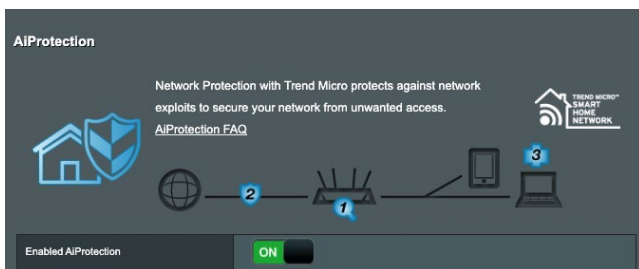 AiProtection
Network Protection with Trend Micro protects against network
exploits to secure your network from unwanted access.
AiProtection FAQ
TREND MICRO™
SMART
HOME
NETWORK
3
2
1
Enabled AiProtection
ON